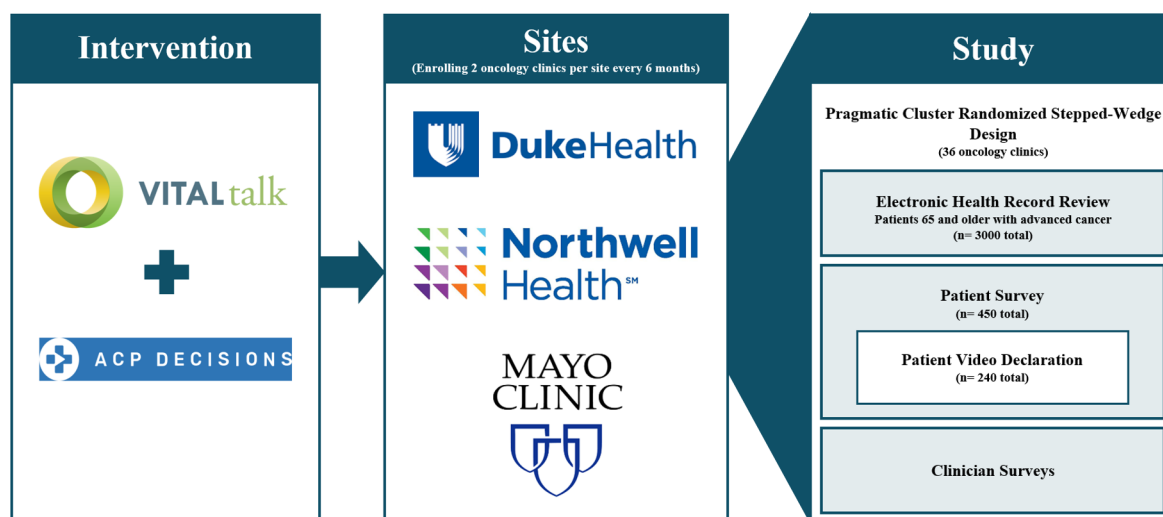 Intervention
VITALtalk
ACP DECISIONS
Sites
(Enrolling 2 oncology clinics per site every 6 months)
DukeHealth
Northwell
Health℠
MAYO
CLINIC
Study
Pragmatic Cluster Randomized Stepped-Wedge
Design
(36 oncology clinics)
Electronic Health Record Review
Patients 65 and older with advanced cancer
(n= 3000 total)
Patient Survey
(n= 450 total)
Patient Video Declaration
(n= 240 total)
Clinician Surveys